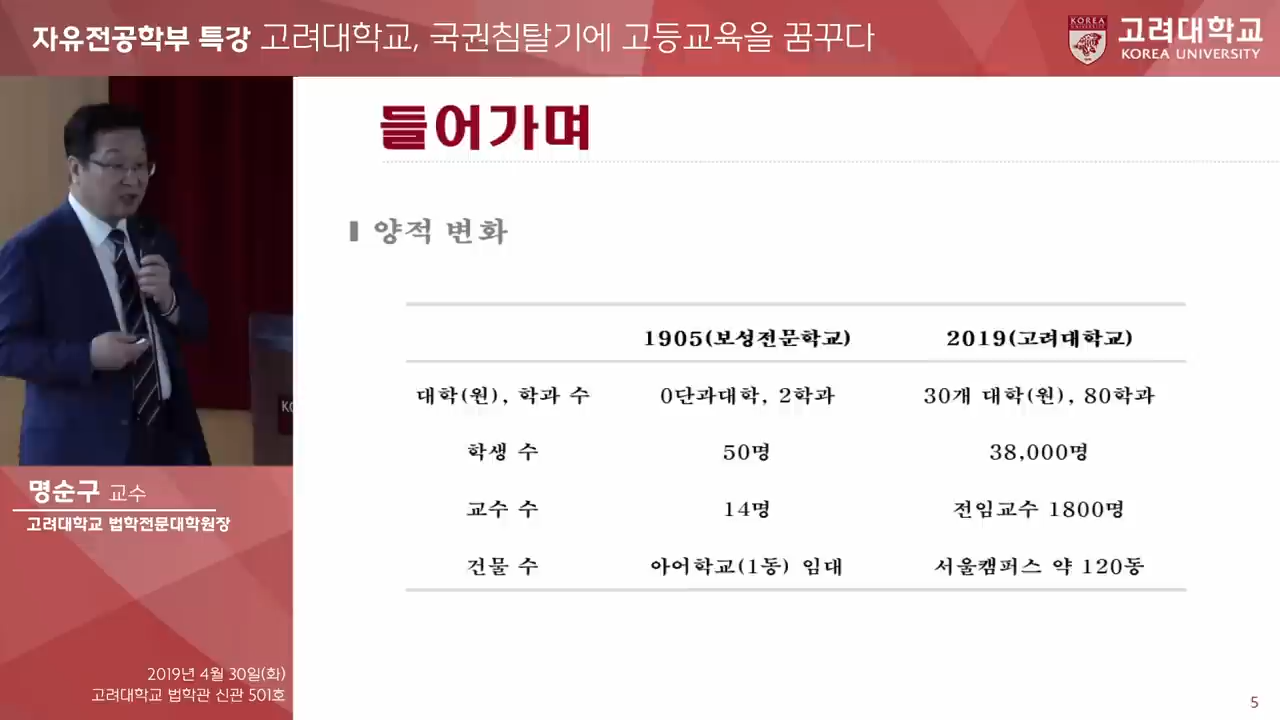 자유전공학부 특강 고려대학교, 국권침탈기에 고등교육을 꿈꾸다
KOREA
고려대학교
KOREA UNIVERSITY
들어가며
양적 변화
1905(보성전문학교) 2019(고려대학교)
대학(원), 학과 수 0단과대학, 2학과 30개 대학(원), 80학과
학생 수 50명 38,000명
교수 수 14명 전임교수 1800명
건물 수 아어학교(1동) 임대 서울캠퍼스 약 120동
KO
명순구 교수
고려대학교 법학전문대학원장
2019년 4월 30일(화)
고려대학교 법학관 신관 501호
5